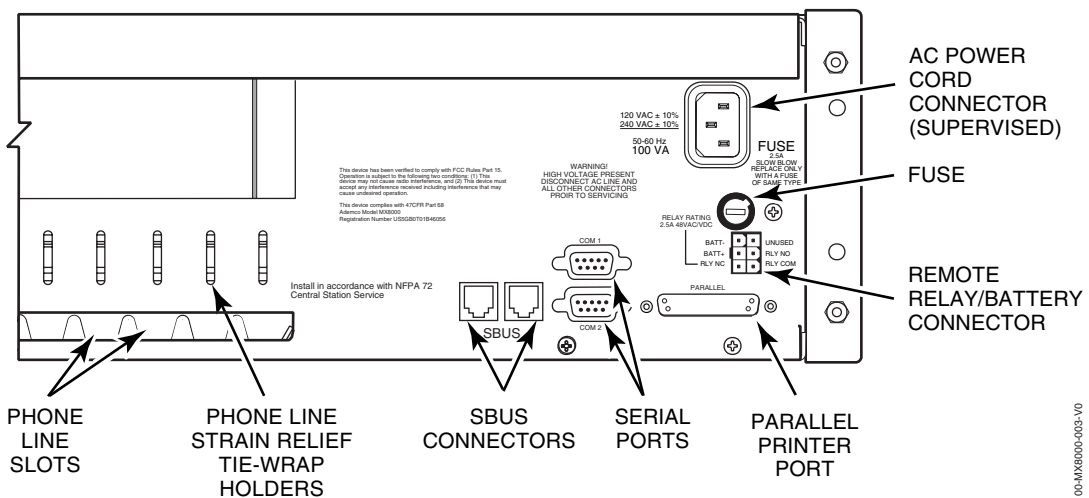 AC POWER
CORD
CONNECTOR
(SUPERVISED)
120 VAC ± 10%
240 VAC ± 10%
50-60 Hz
100 VA
FUSE
2.5A
SLOW BLOW
REPLACE ONLY
WITH A FUSE
OF SAME TYPE
WARNING!
HIGH VOLTAGE PRESENT
DISCONNECT AC LINE AND
ALL OTHER CONNECTORS
PROIR TO SERVICING
This device has been verified to comply with FCC Rules Part 15.
Operation is subject to the following two conditions: (1) This
device may not cause radio interference, and (2) This device must
accept any interference received including interference that may
cause undesired operation.
This device complies with 47CFR Part 68
Ademco Model MX8000
Registration Number US5GB0T01B46056
FUSE
RELAY RATING
2.5A 48VAC/VDC
BATT-
BATT+
RLY NC
UNUSED
RLY NO
RLY COM
REMOTE
RELAY/BATTERY
CONNECTOR
COM 1
COM 2
PARALLEL
Install in accordance with NFPA 72
Central Station Service
SBUS
PHONE
LINE
SLOTS
PHONE LINE
STRAIN RELIEF
TIE-WRAP
HOLDERS
SBUS
CONNECTORS
SERIAL
PORTS
PARALLEL
PRINTER
PORT
00-MX8000-003-V0